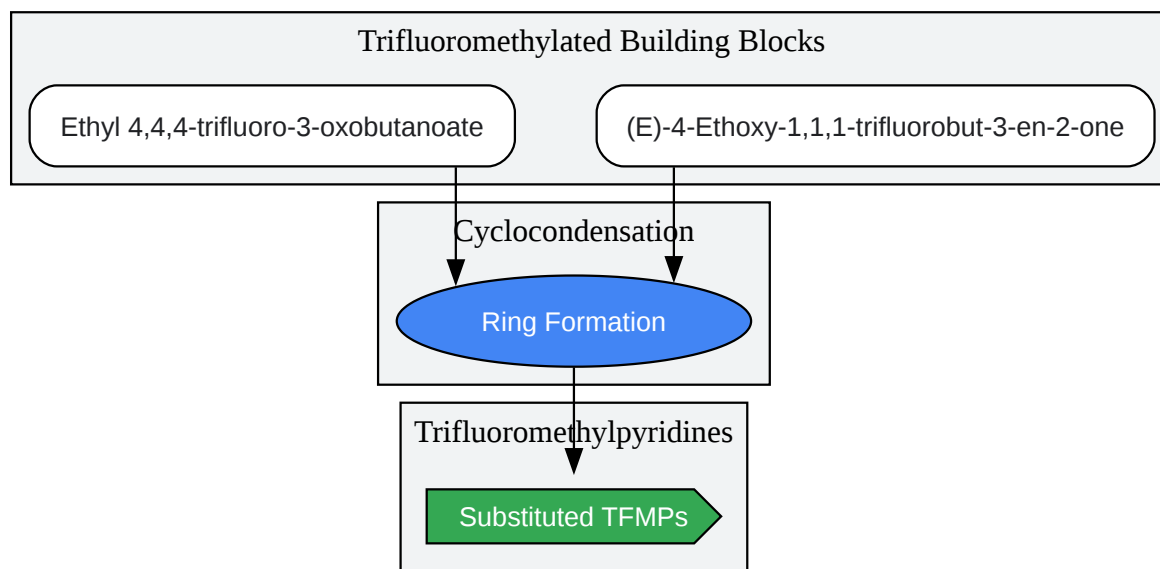 Trifluoromethylated Building Blocks
Ethyl 4,4,4-trifluoro-3-oxobutanoate
(E)-4-Ethoxy-1,1,1-trifluorobut-3-en-2-one
Cyclocondensation
Ring Formation
Trifluoromethylpyridines
Substituted TFMPs